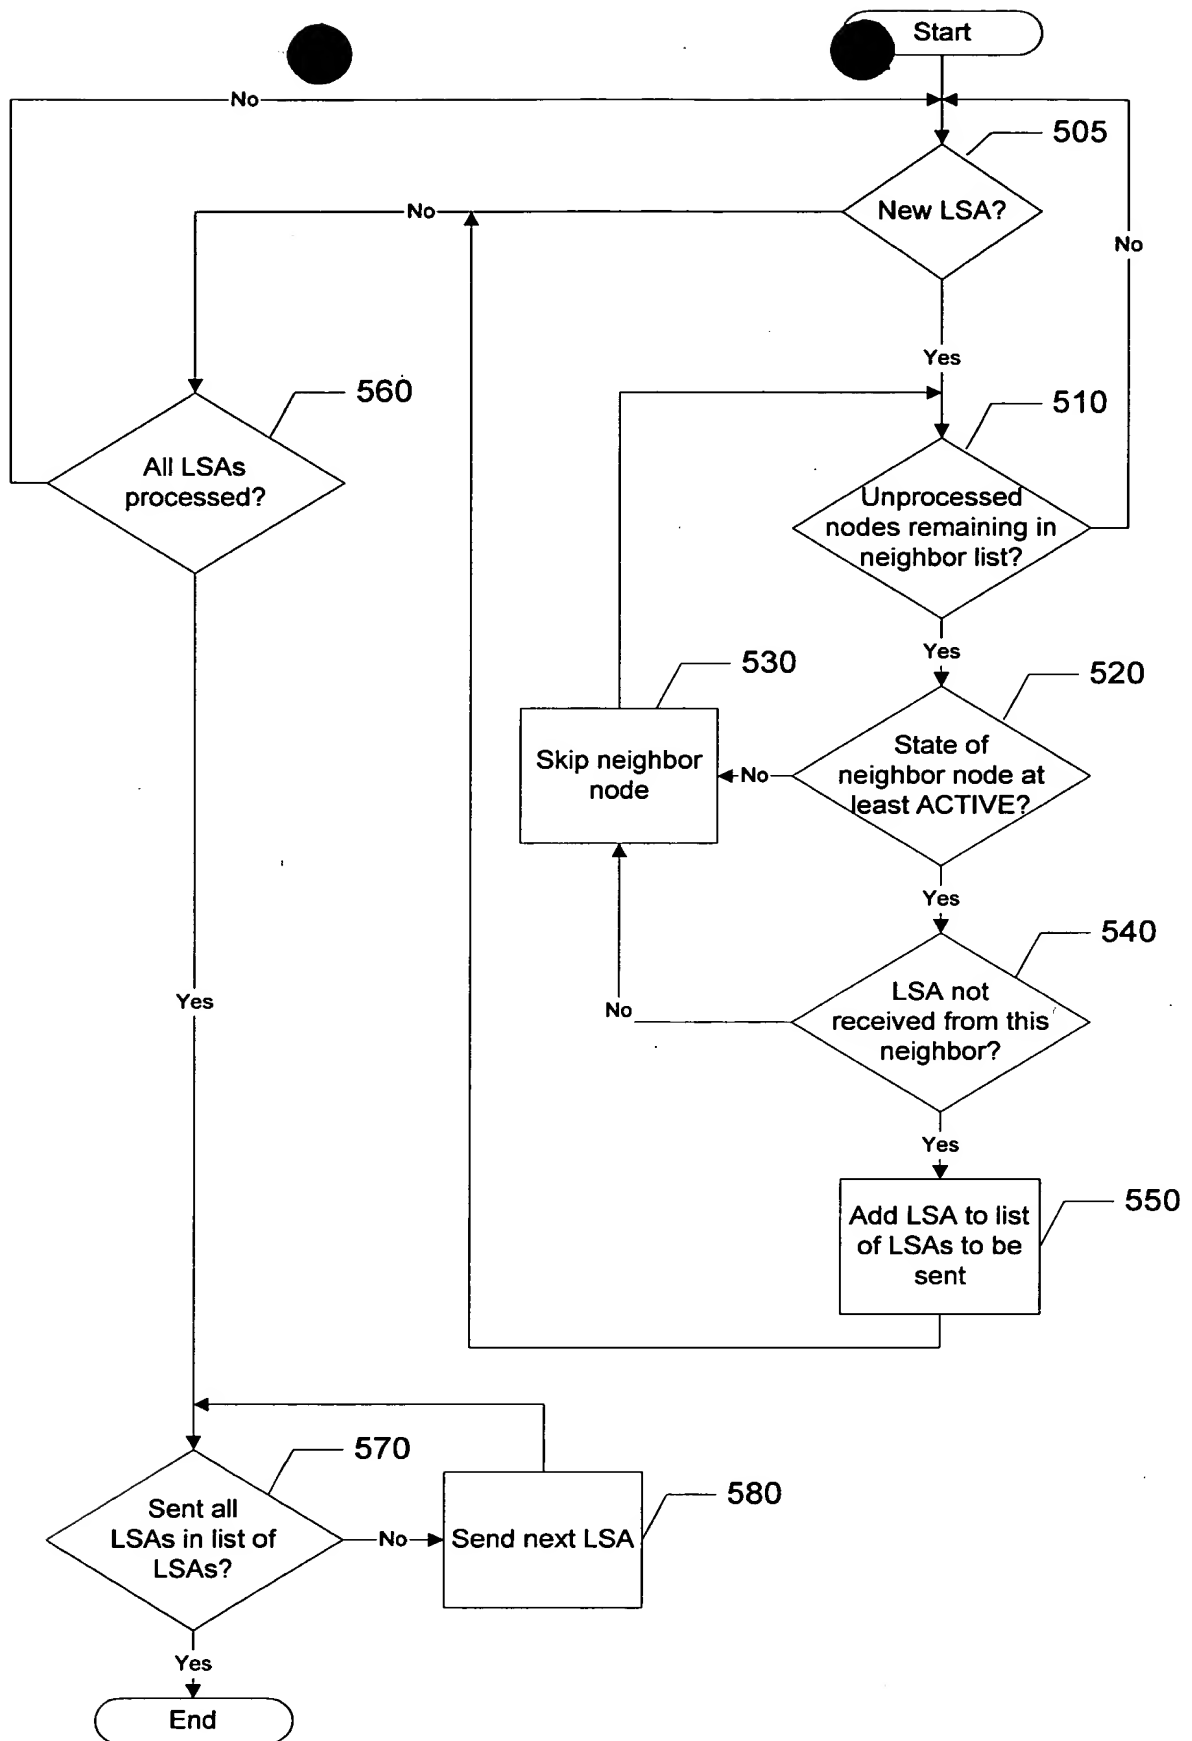 Start
No
505
New LSA?
No
No
Yes
560
510
All LSAs
processed?
Unprocessed
nodes remaining in
neighbor list?
Yes
530
520
Skip neighbor
node
No
State of
neighbor node at
least ACTIVE?
Yes
540
Yes
No
LSA not
received from this
neighbor?
Yes
550
Add LSA to list
of LSAs to be
sent
570
580
Sent all
LSAs in list of
LSAs?
No
Send next LSA
Yes
End